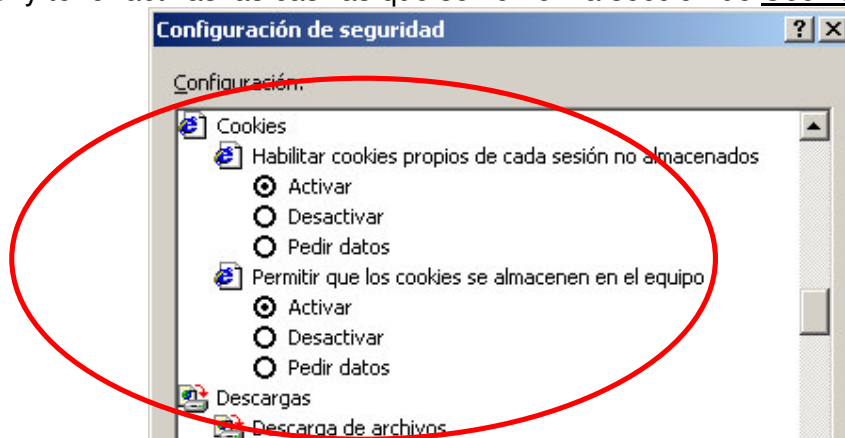 Configuración de seguridad
Configuración:
Cookies
Habilitar cookies propios de cada sesión no almacenados
Activar
Desactivar
Pedir datos
Permitir que los cookies se almacenen en el equipo
Activar
Desactivar
Pedir datos
Descargas
Descarga de archivos